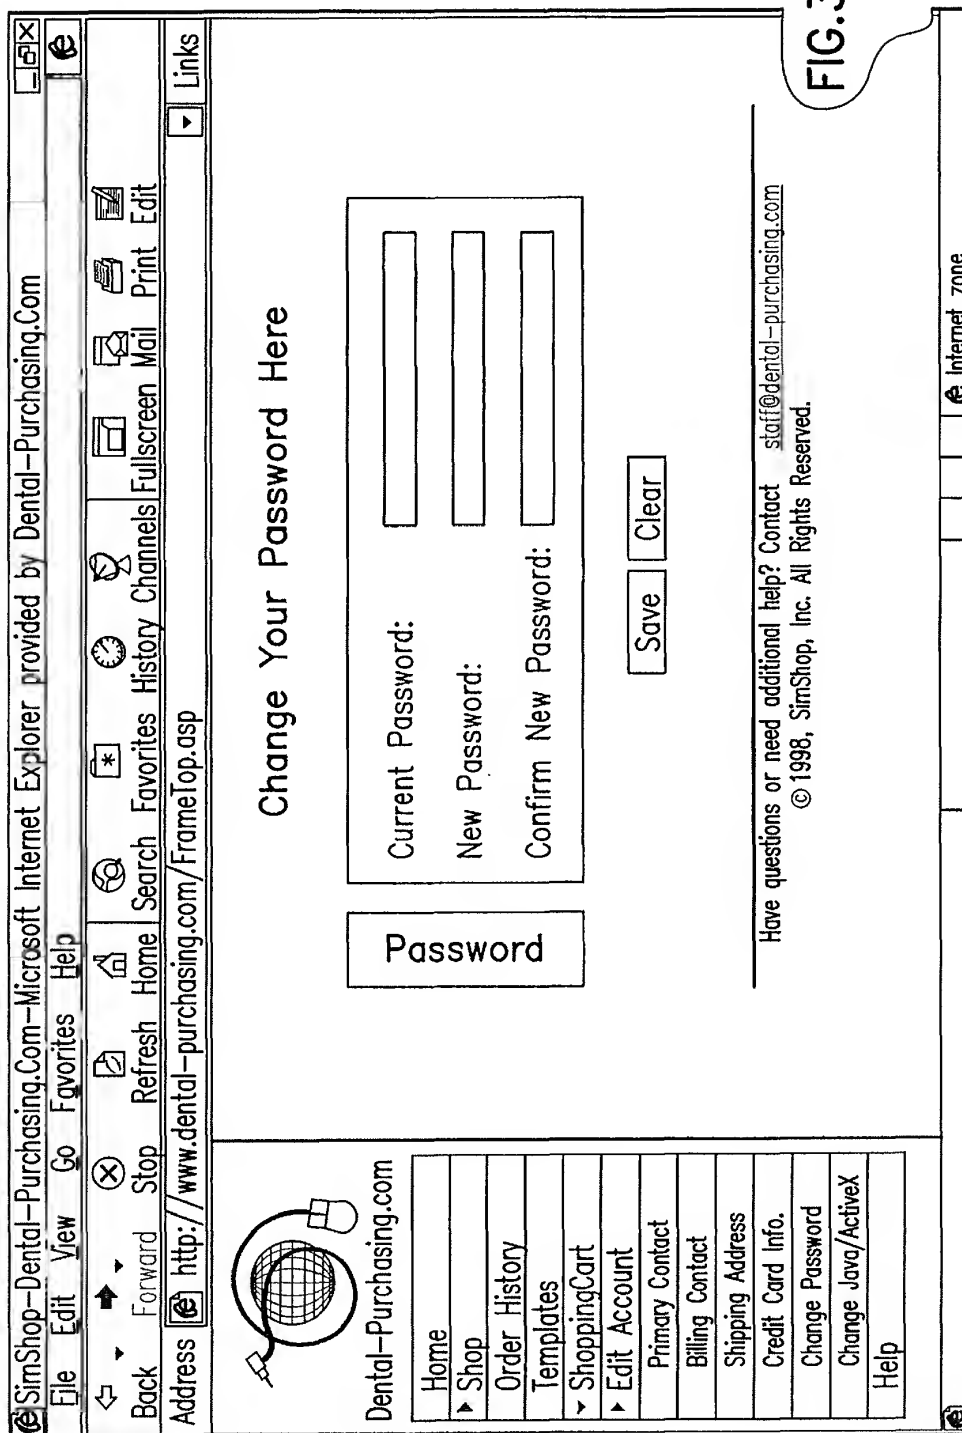 SimShop-Dental-Purchasing.Com-Microsoft Internet Explorer provided by Dental-Purchasing.Com
File Edit View Go Favorites Help
Back Forward Stop Refresh Home Search Favorites History Channels Fullscreen Mail Print Edit
Address http://www.dental-purchasing.com/FrameTop.asp Links
Dental-Purchasing.com
Home
Shop
Order History
Templates
ShoppingCart
Edit Account
Primary Contact
Billing Contact
Shipping Address
Credit Card Info.
Change Password
Change Java/ActiveX
Help
Change Your Password Here
Password
Current Password:
New Password:
Confirm New Password:
Save Clear
Have questions or need additional help? Contact staff@dental-purchasing.com
© 1998, SimShop, Inc. All Rights Reserved.
Internet zone
FIG.3